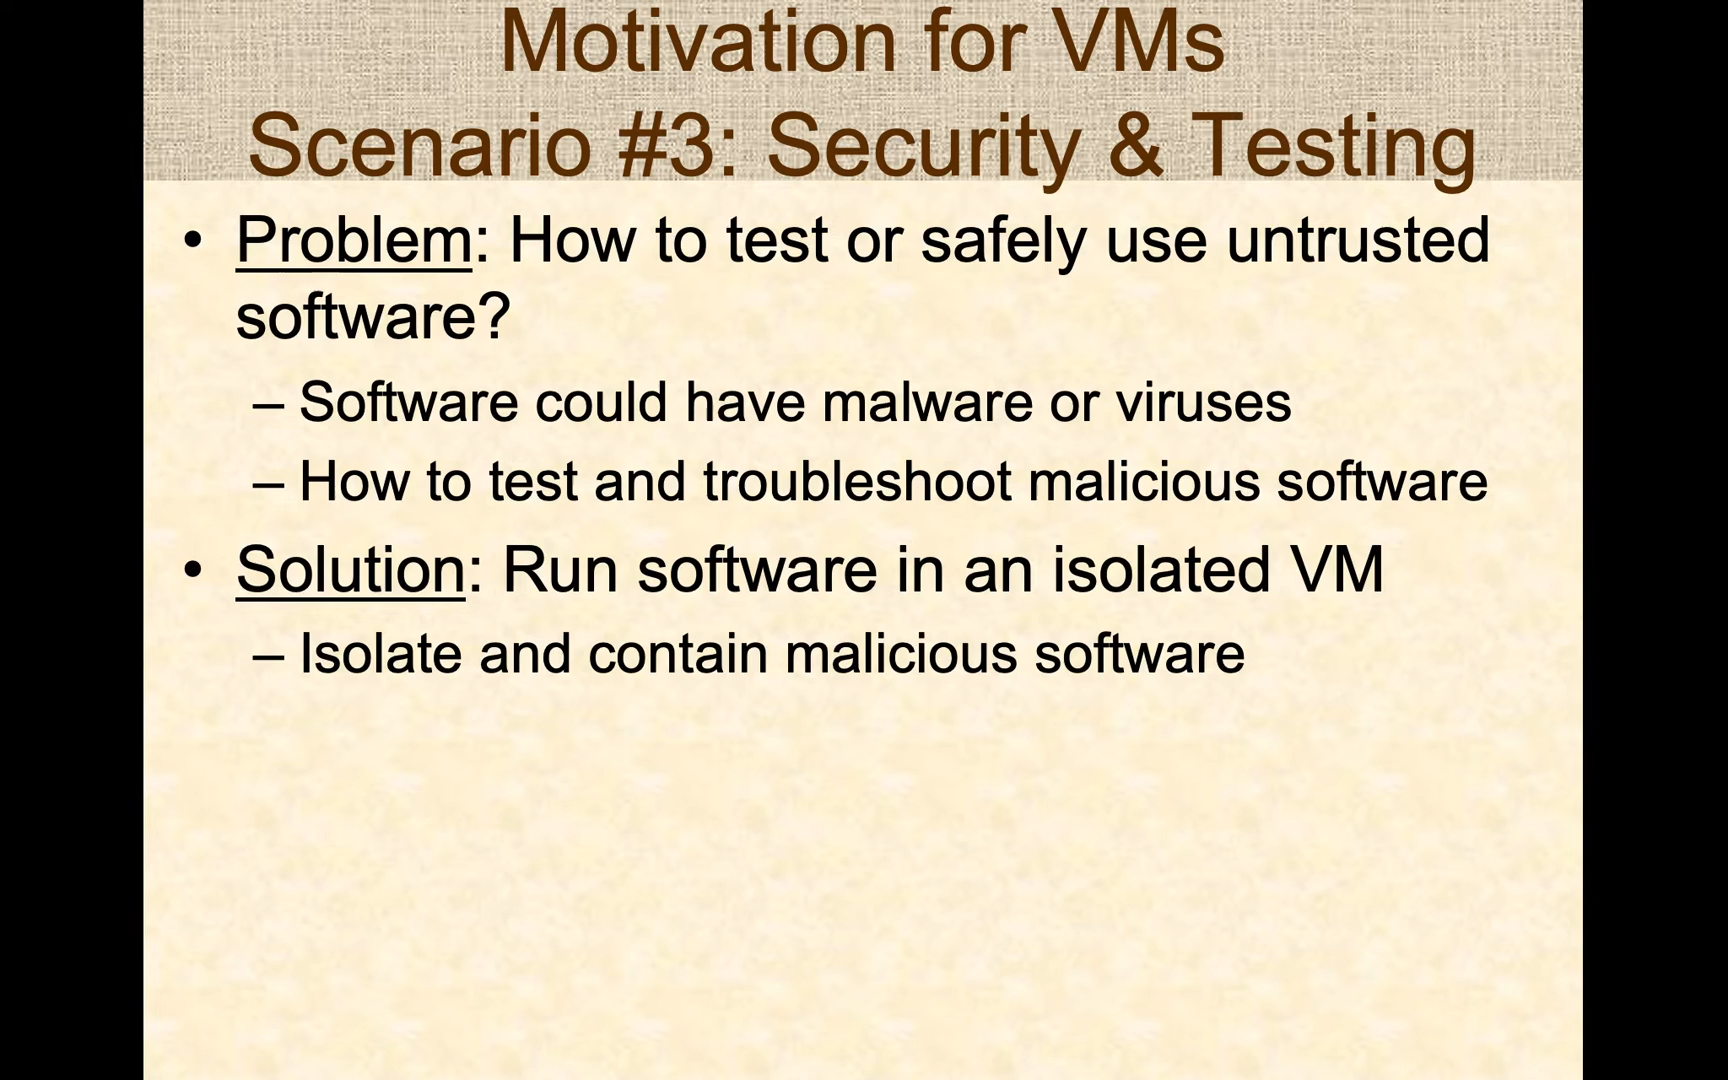 Motivation for VMs
Scenario #3: Security & Testing
• Problem: How to test or safely use untrusted
software?
– Software could have malware or viruses
– How to test and troubleshoot malicious software
• Solution: Run software in an isolated VM
– Isolate and contain malicious software